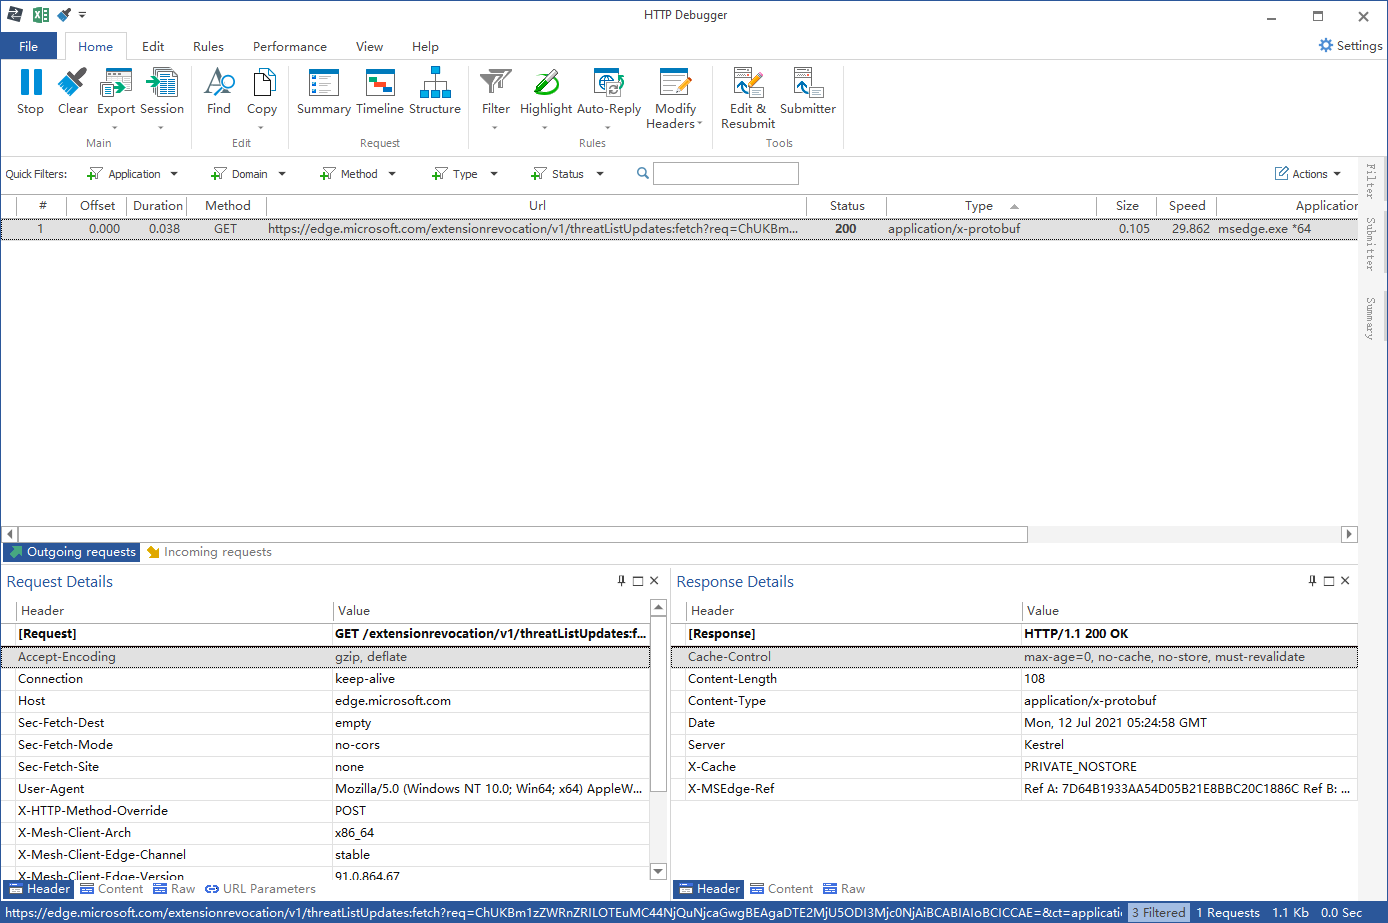 HTTP Debugger
File Home Edit Rules Performance View Help Settings
Stop Clear Export Session Find Copy Summary Timeline Structure Filter Highlight Auto-Reply Modify Headers Edit & Resubmit Submitter
Main Edit Request Rules Tools
Quick Filters: Application Domain Method Type Status Actions
Filter
Submitter
Summary
# Offset Duration Method Url Status Type Size Speed Application
1 0.000 0.038 GET https://edge.microsoft.com/extensionrevocation/v1/threatListUpdates:fetch?req=ChUKBm... 200 application/x-protobuf 0.105 29.862 msedge.exe *64
Outgoing requests Incoming requests
Request Details
Header Value
[Request] GET /extensionrevocation/v1/threatListUpdates:f...
Accept-Encoding gzip, deflate
Connection keep-alive
Host edge.microsoft.com
Sec-Fetch-Dest empty
Sec-Fetch-Mode no-cors
Sec-Fetch-Site none
User-Agent Mozilla/5.0 (Windows NT 10.0; Win64; x64) AppleW...
X-HTTP-Method-Override POST
X-Mesh-Client-Arch x86_64
X-Mesh-Client-Edge-Channel stable
X-Mesh-Client-Edge-Version 91.0.864.67
Header Content Raw URL Parameters
Response Details
Header Value
[Response] HTTP/1.1 200 OK
Cache-Control max-age=0, no-cache, no-store, must-revalidate
Content-Length 108
Content-Type application/x-protobuf
Date Mon, 12 Jul 2021 05:24:58 GMT
Server Kestrel
X-Cache PRIVATE_NOSTORE
X-MSEdge-Ref Ref A: 7D64B1933AA54D05B21E8BBC20C1886C Ref B: ...
Header Content Raw
https://edge.microsoft.com/extensionrevocation/v1/threatListUpdates:fetch?req=ChUKBm1zZWRnZRILOTEuMC44NjQuNjcaGwgBEAgaDTE2MjU5ODI3Mjc0NjAiBCABIAIoBCICCAE=&ct=applicati 3 Filtered 1 Requests 1.1 Kb 0.0 Sec